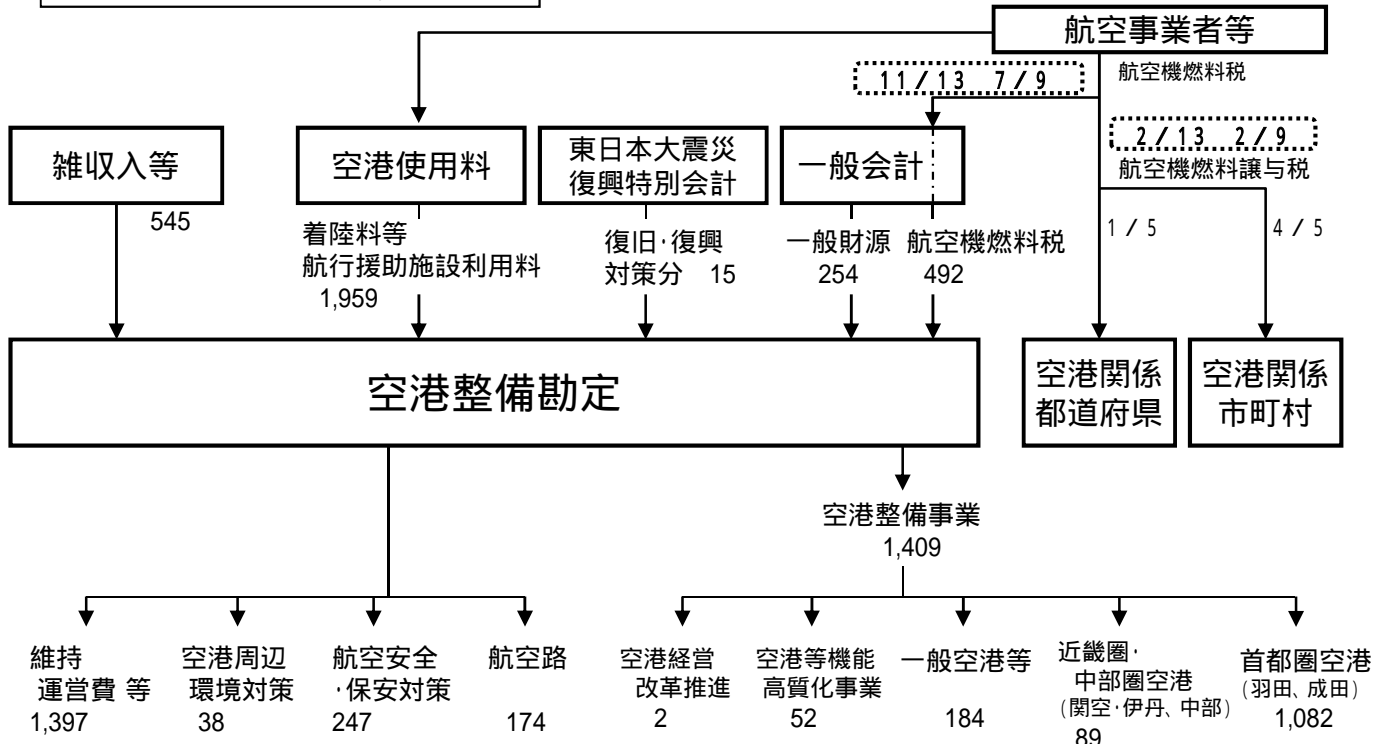 航空事業者等
航空機燃料税
11/13 7/9
2/13 2/9
航空機燃料譲与税
1/5
4/5
雑収入等
545
空港使用料
着陸料等
航行援助施設利用料
1,959
東日本大震災
復興特別会計
復旧・復興
対策分 15
一般会計
一般財源
254
航空機燃料税
492
空港整備勘定
空港関係
都道府県
空港関係
市町村
空港整備事業
1,409
維持
運営費 等
1,397
空港周辺
環境対策
38
航空安全
・保安対策
247
航空路
174
空港経営
改革推進
2
空港等機能
高質化事業
52
一般空港等
184
近畿圏・
中部圏空港
(関空・伊丹、中部)
89
首都圏空港
(羽田、成田)
1,082